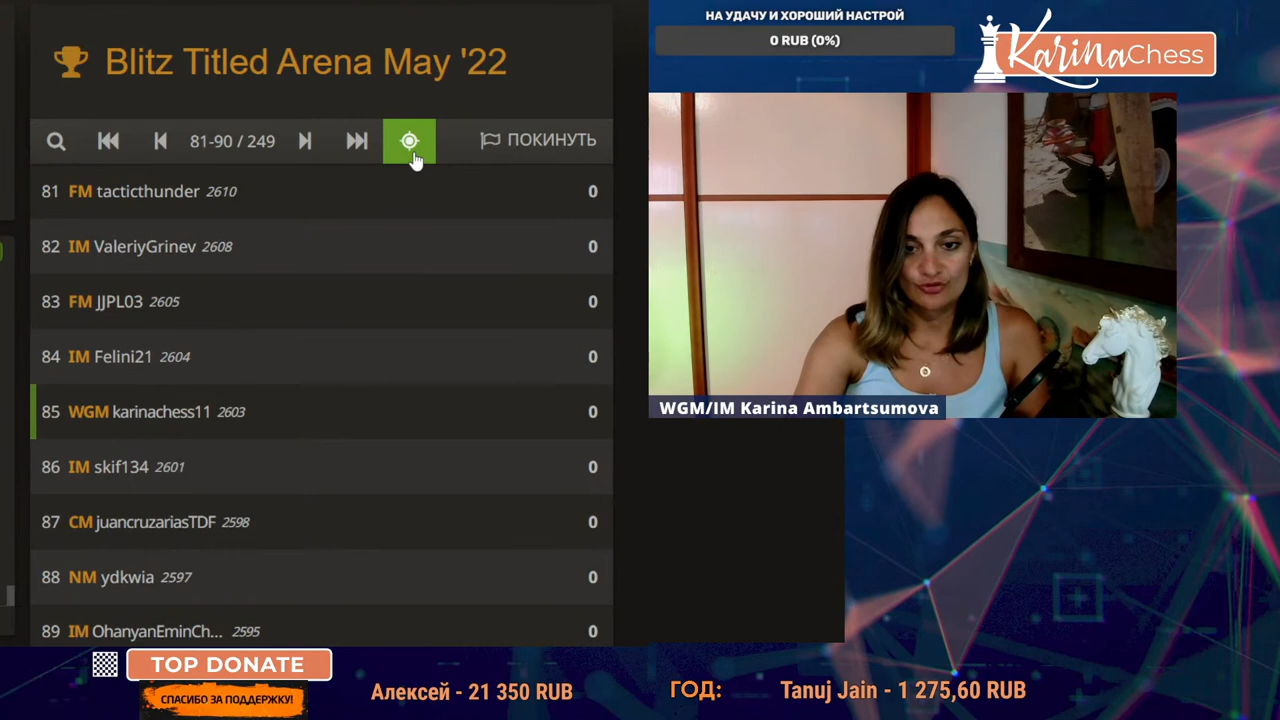 Blitz Titled Arena May '22
81-90 / 249
ПОКИНУТЬ
81 FM tacticthunder 2610 0
82 IM ValeriyGrinev 2608 0
83 FM JJPL03 2605 0
84 IM Felini21 2604 0
85 WGM karinachess11 2603 0
86 IM skif134 2601 0
87 CM juancruzariasTDF 2598 0
88 NM ydkwia 2597 0
89 IM OhanyanEminCh... 2595 0
НА УДАЧУ И ХОРОШИЙ НАСТРОЙ
0 RUB (0%)
KarinaChess
WGM/IM Karina Ambartsumova
TOP DONATE
СПАСИБО ЗА ПОДДЕРЖКУ!
Алексей - 21 350 RUB
ГОД:
Tanuj Jain - 1 275,60 RUB